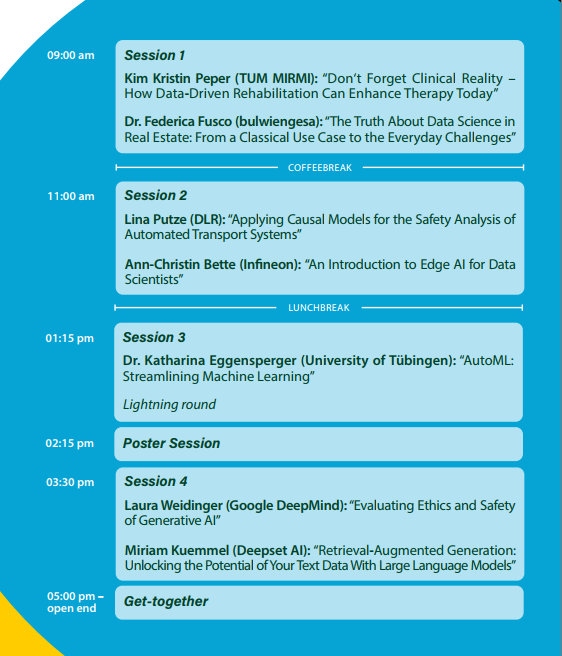 09:00 am
Session 1
Kim Kristin Peper (TUM MIRMI): “Don’t Forget Clinical Reality –
How Data-Driven Rehabilitation Can Enhance Therapy Today”
Dr. Federica Fusco (bulwiengesa): “The Truth About Data Science in
Real Estate: From a Classical Use Case to the Everyday Challenges”
COFFEEBREAK
11:00 am
Session 2
Lina Putze (DLR): “Applying Causal Models for the Safety Analysis of
Automated Transport Systems”
Ann-Christin Bette (Infineon): “An Introduction to Edge AI for Data
Scientists”
LUNCHBREAK
01:15 pm
Session 3
Dr. Katharina Eggensperger (University of Tübingen): “AutoML:
Streamlining Machine Learning”
Lightning round
02:15 pm
Poster Session
03:30 pm
Session 4
Laura Weidinger (Google DeepMind): “Evaluating Ethics and Safety
of Generative AI”
Miriam Kuemmel (Deepset AI): “Retrieval-Augmented Generation:
Unlocking the Potential of Your Text Data With Large Language Models”
05:00 pm –
open end
Get-together